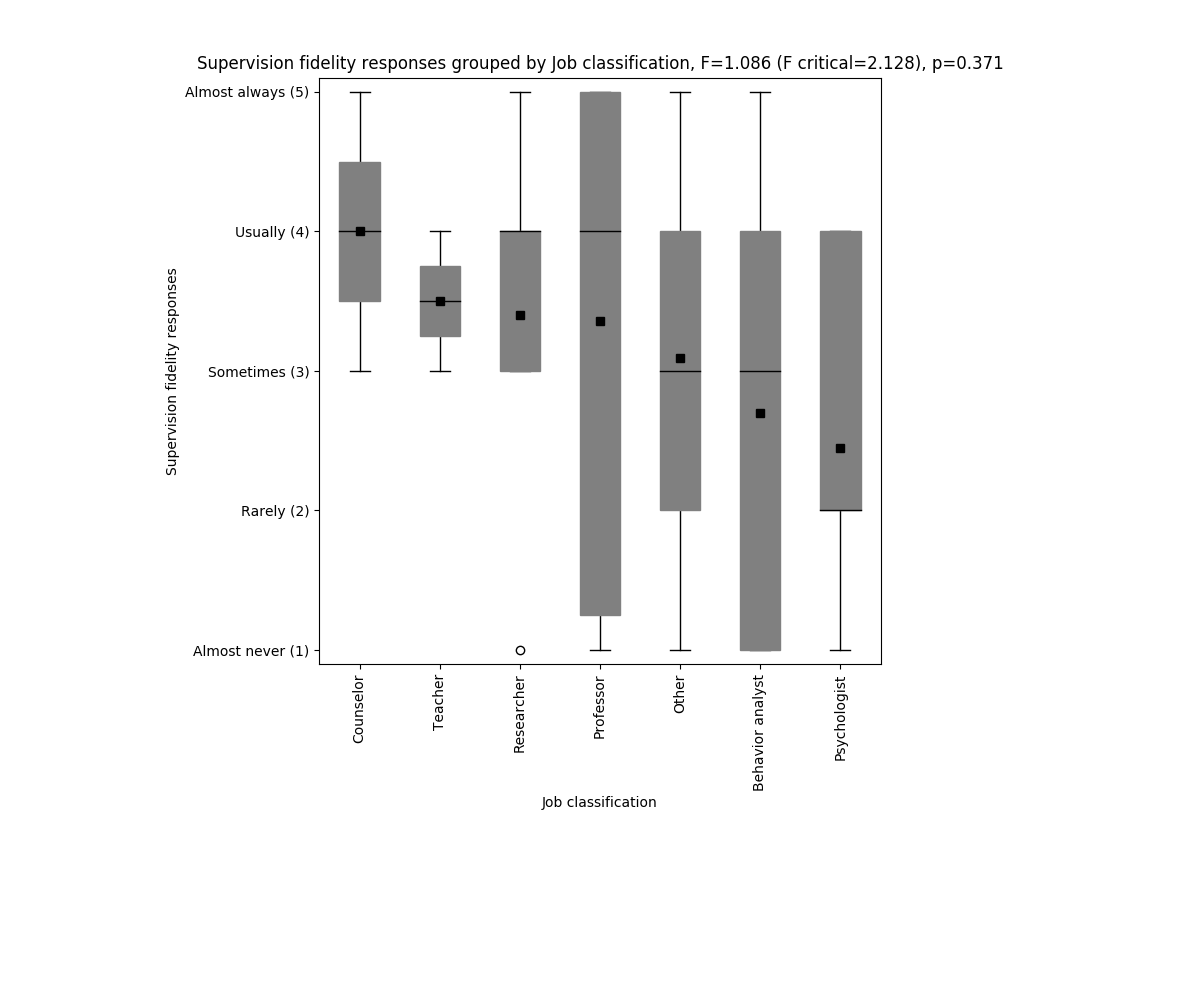 Supervision fidelity responses grouped by Job classification, F=1.086 (F critical=2.128), p=0.371
Almost always (5)
Usually (4)
Sometimes (3)
Rarely (2)
Almost never (1)
Supervision fidelity responses
Counselor
Teacher
Researcher
Professor
Other
Behavior analyst
Psychologist
Job classification